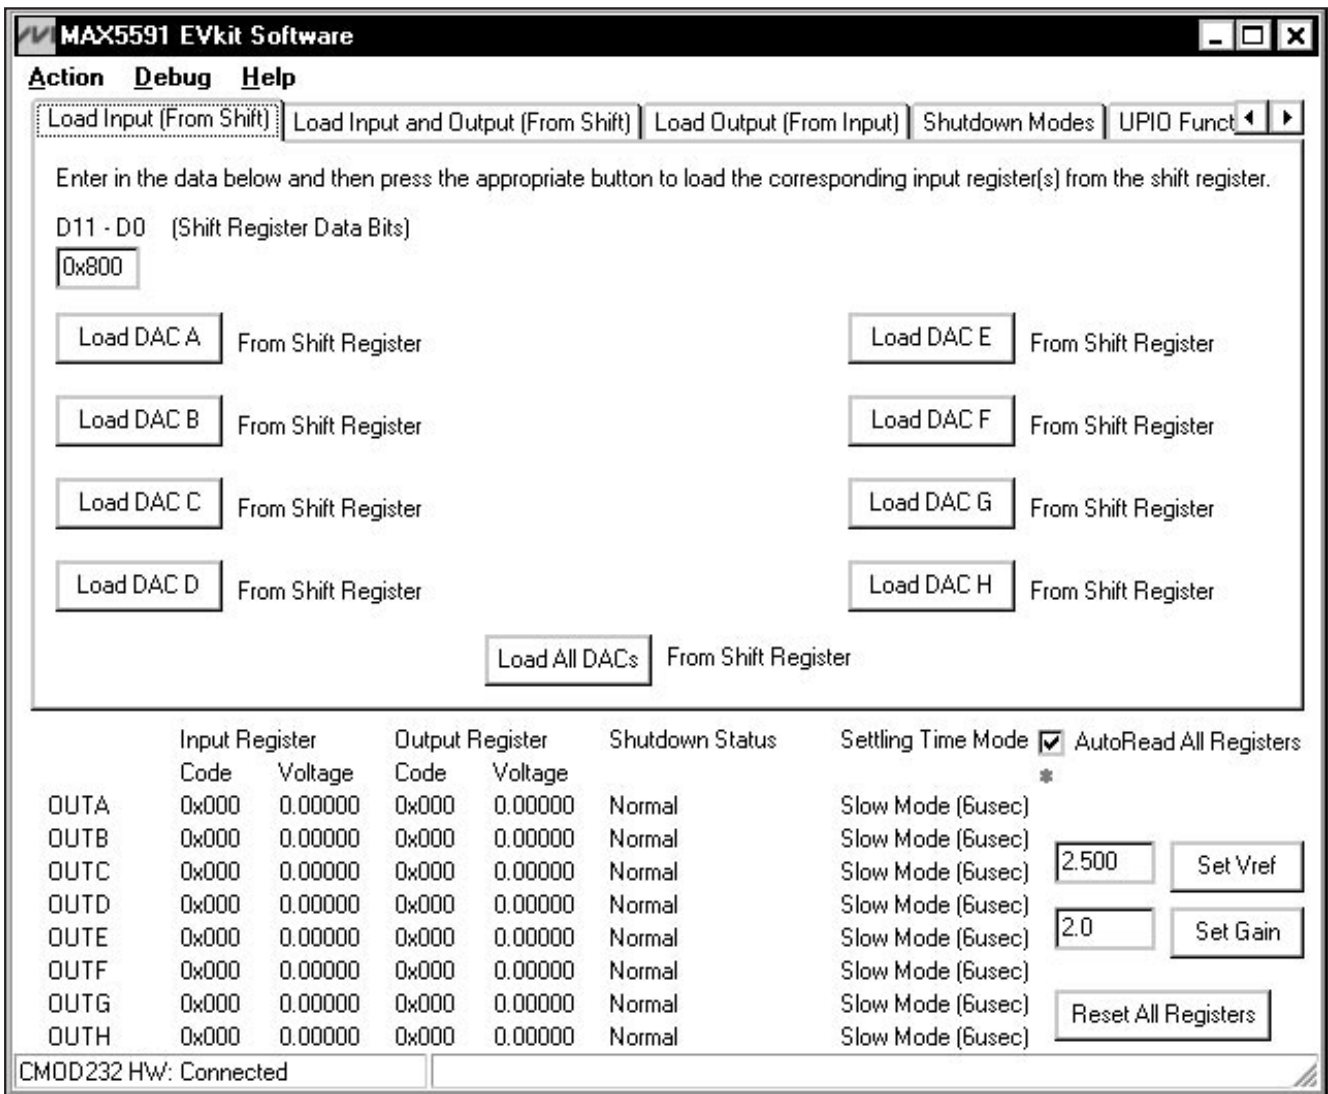 MAX5591 EVkit Software
Action Debug Help
Load Input (From Shift) Load Input and Output (From Shift) Load Output (From Input) Shutdown Modes UPIO Funct
Enter in the data below and then press the appropriate button to load the corresponding input register(s) from the shift register.
D11 - D0 (Shift Register Data Bits)
0x800
Load DAC A From Shift Register Load DAC E From Shift Register
Load DAC B From Shift Register Load DAC F From Shift Register
Load DAC C From Shift Register Load DAC G From Shift Register
Load DAC D From Shift Register Load DAC H From Shift Register
Load All DACs From Shift Register
Input Register Output Register Shutdown Status Settling Time Mode AutoRead All Registers
Code Voltage Code Voltage *
OUTA 0x000 0.00000 0x000 0.00000 Normal Slow Mode (6usec)
OUTB 0x000 0.00000 0x000 0.00000 Normal Slow Mode (6usec)
OUTC 0x000 0.00000 0x000 0.00000 Normal Slow Mode (6usec) 2.500 Set Vref
OUTD 0x000 0.00000 0x000 0.00000 Normal Slow Mode (6usec)
OUTE 0x000 0.00000 0x000 0.00000 Normal Slow Mode (6usec) 2.0 Set Gain
OUTF 0x000 0.00000 0x000 0.00000 Normal Slow Mode (6usec)
OUTG 0x000 0.00000 0x000 0.00000 Normal Slow Mode (6usec) Reset All Registers
OUTH 0x000 0.00000 0x000 0.00000 Normal Slow Mode (6usec)
CMOD232 HW: Connected